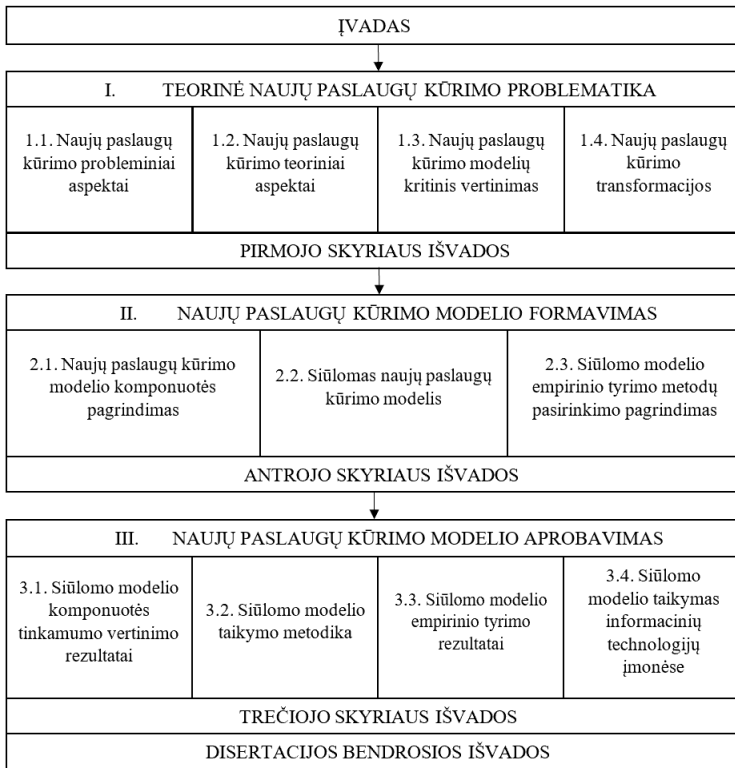 ĮVADAS
I. TEORINĖ NAUJŲ PASLAUGŲ KŪRIMO PROBLEMATIKA
1.1. Naujų paslaugų
kūrimo probleminiai
aspektai
1.2. Naujų paslaugų
kūrimo teoriniai
aspektai
1.3. Naujų paslaugų
kūrimo modelių
kritinis vertinimas
1.4. Naujų paslaugų
kūrimo
transformacijos
PIRMOJO SKYRIAUS IŠVADOS
II. NAUJŲ PASLAUGŲ KŪRIMO MODELIO FORMAVIMAS
2.1. Naujų paslaugų kūrimo
modelio komponuotės
pagrindimas
2.2. Siūlomas naujų paslaugų
kūrimo modelis
2.3. Siūlomo modelio
empirinio tyrimo metodų
pasirinkimo pagrindimas
ANTROJO SKYRIAUS IŠVADOS
III. NAUJŲ PASLAUGŲ KŪRIMO MODELIO APROBAVIMAS
3.1. Siūlomo modelio
komponuotės
tinkamumo vertinimo
rezultatai
3.2. Siūlomo modelio
taikymo metodika
3.3. Siūlomo modelio
empirinio tyrimo
rezultatai
3.4. Siūlomo
modelio taikymas
informacinių
technologijų
įmonėse
TREČIOJO SKYRIAUS IŠVADOS
DISERTACIJOS BENDROSIOS IŠVADOS